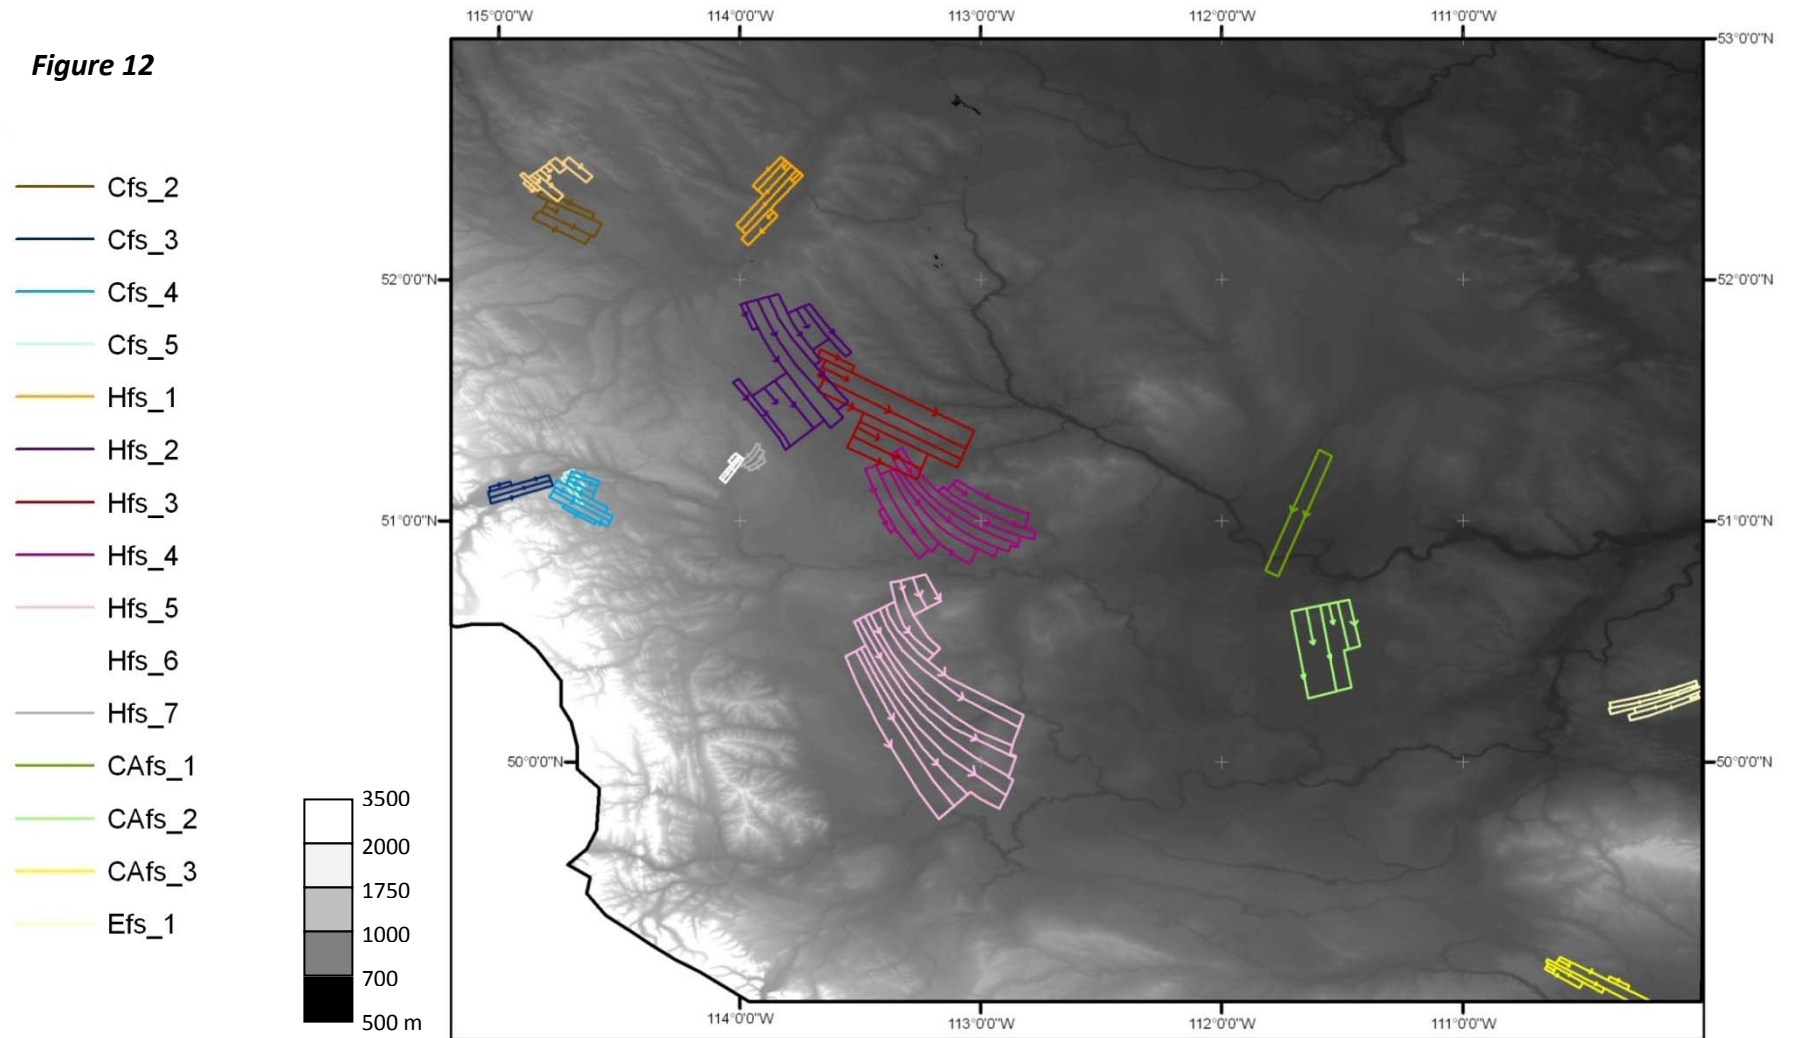 115°0'0"W 114°0'0"W 113°0'0"W 112°0'0"W 111°0'0"W
53°0'0"N
Figure 12
Cfs_2
Cfs_3
Cfs_4
52°0'0"N 52°0'0"N
Cfs_5
Hfs_1
Hfs_2
Hfs_3
51°0'0"N 51°0'0"N
Hfs_4
Hfs_5
Hfs_6
Hfs_7
CAfs_1
50°0'0"N 50°0'0"N
CAfs_2
CAfs_3
Efs_1
3500
2000
1750
1000
700
500 m
114°0'0"W 113°0'0"W 112°0'0"W 111°0'0"W